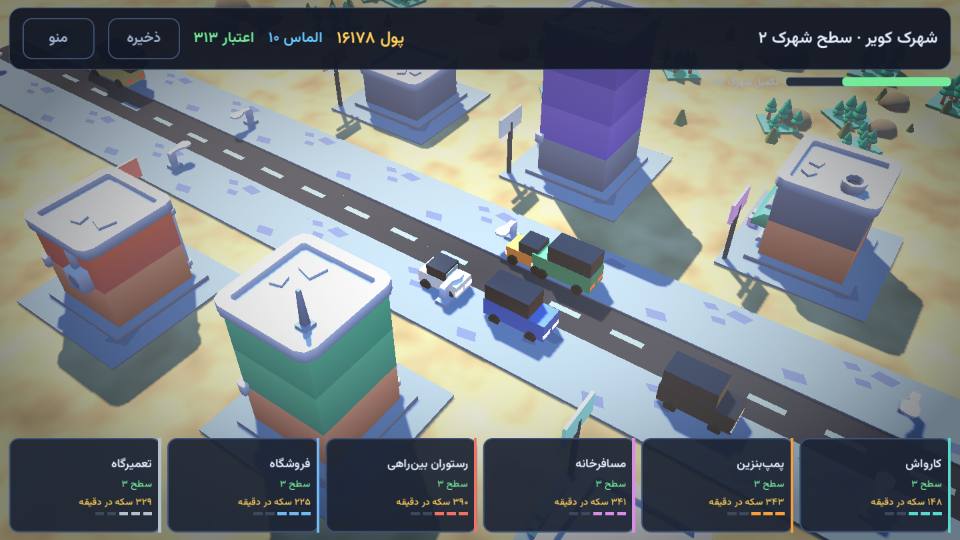 شهرک کویر · سطح شهرک ۲
پول ۱۶۱۷۸
الماس ۱۰
اعتبار ۳۱۳
ذخیره
منو
کارواش
سطح ۳
۱۴۸ سکه در دقیقه
پمپ‌بنزین
سطح ۳
۳۴۳ سکه در دقیقه
مسافرخانه
سطح ۳
۳۴۱ سکه در دقیقه
رستوران بین‌راهی
سطح ۳
۳۹۰ سکه در دقیقه
فروشگاه
سطح ۳
۲۲۵ سکه در دقیقه
تعمیرگاه
سطح ۳
۳۲۹ سکه در دقیقه